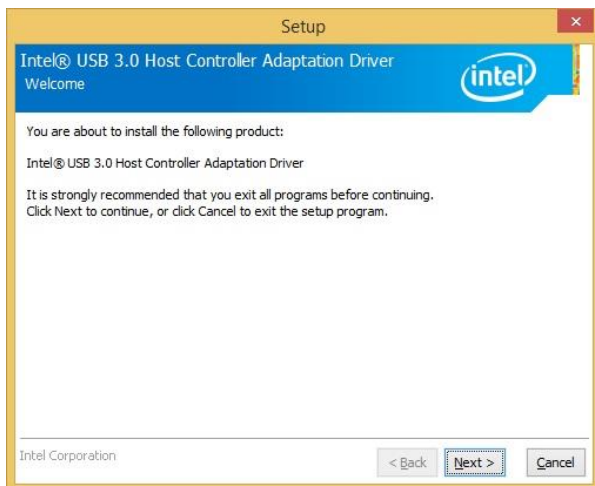 Setup
Intel® USB 3.0 Host Controller Adaptation Driver
Welcome
intel
You are about to install the following product:
Intel® USB 3.0 Host Controller Adaptation Driver
It is strongly recommended that you exit all programs before continuing.
Click Next to continue, or click Cancel to exit the setup program.
Intel Corporation
< Back
Next >
Cancel